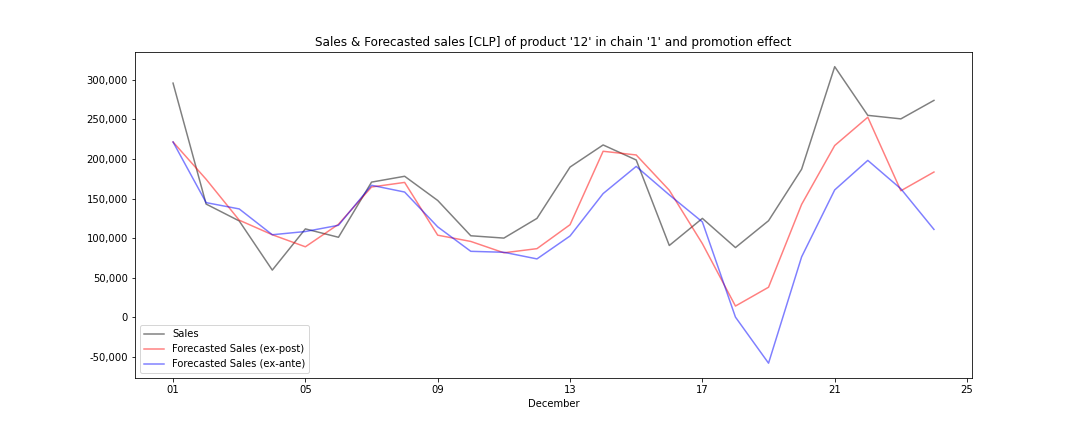 Sales & Forecasted sales [CLP] of product '12' in chain '1' and promotion effect
300,000
250,000
200,000
150,000
100,000
50,000
0
-50,000
Sales
Forecasted Sales (ex-post)
Forecasted Sales (ex-ante)
01 05 09 13 17 21 25
December